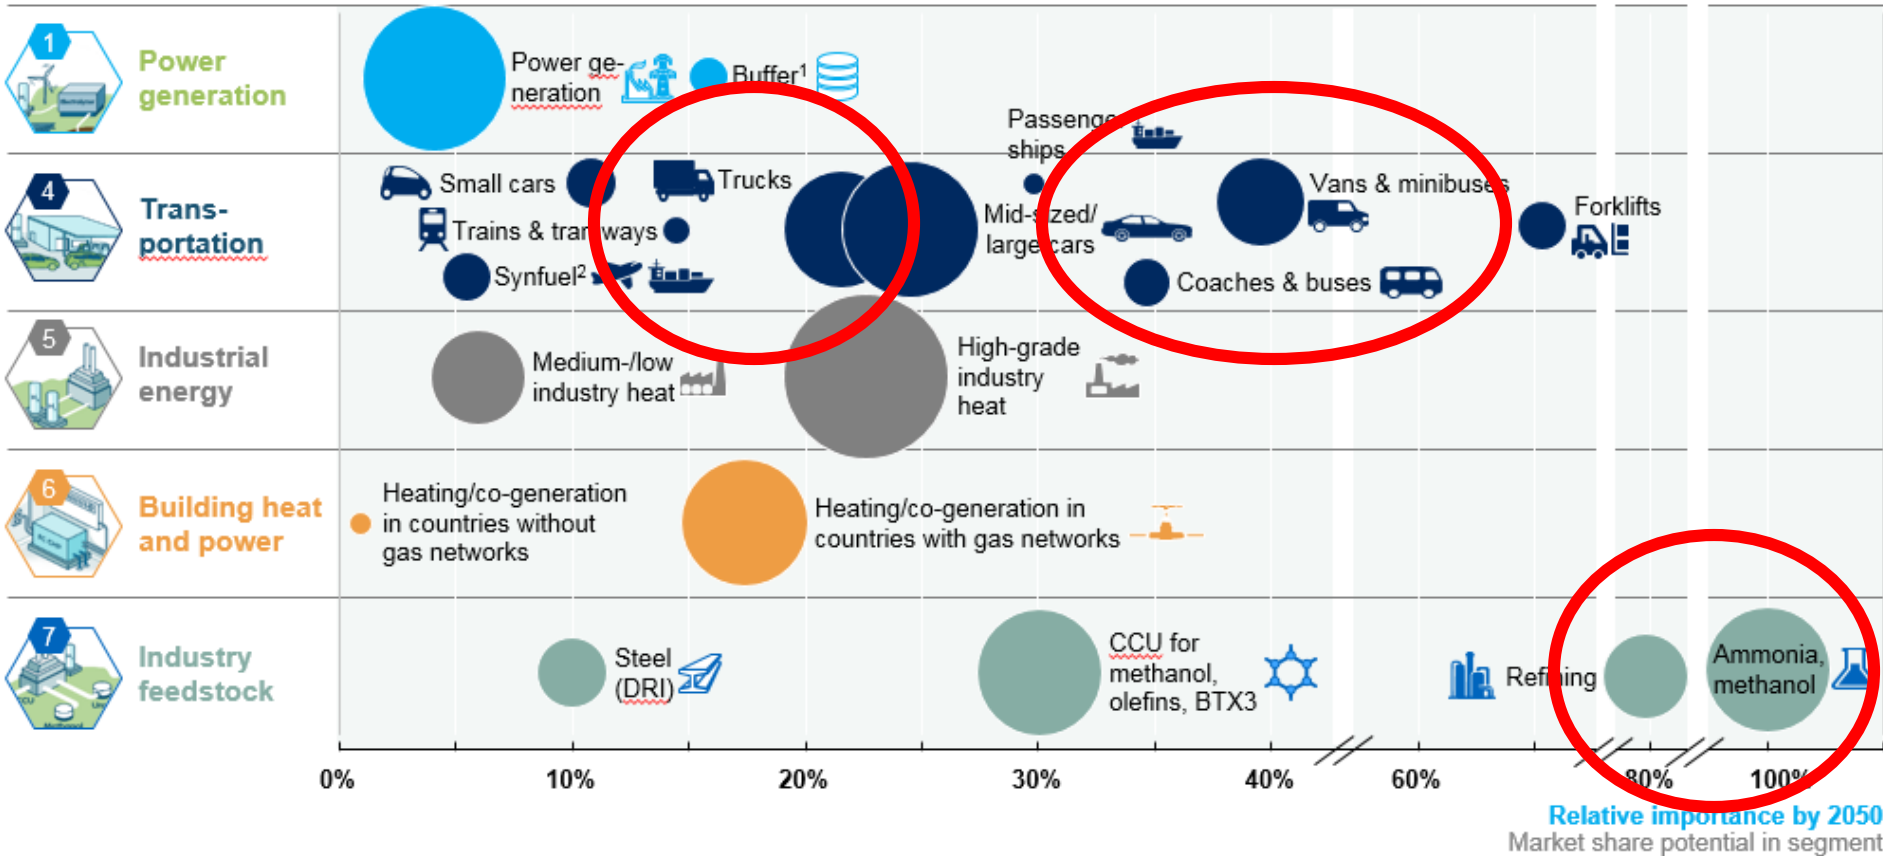 1
Power
generation
Power ge-
neration
Buffer¹
4
Trans-
portation
Small cars
Trucks
Trains & tramways
Synfuel²
Passenger
ships
Mid-sized/
large cars
Vans & minibuses
Coaches & buses
Forklifts
5
Industrial
energy
Medium-/low
industry heat
High-grade
industry
heat
6
Building heat
and power
Heating/co-generation
in countries without
gas networks
Heating/co-generation in
countries with gas networks
7
Industry
feedstock
Steel
(DRI)
CCU for
methanol,
olefins, BTX3
Refining
Ammonia,
methanol
0%
10%
20%
30%
40%
60%
80%
100%
Relative importance by 2050
Market share potential in segment